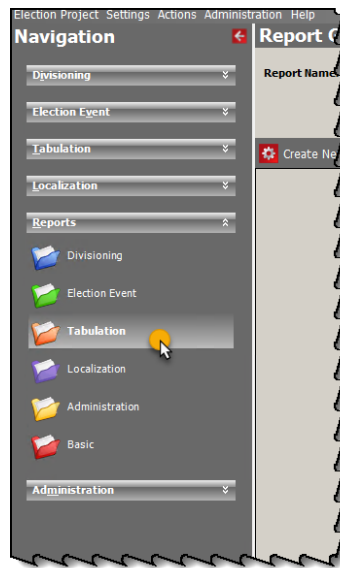 Election Project Settings Actions Administration Help
Navigation
Report
Divisioning
Report Name
Election Event
Tabulation
Create Ne
Localization
Reports
Divisioning
Election Event
Tabulation
Localization
Administration
Basic
Administration